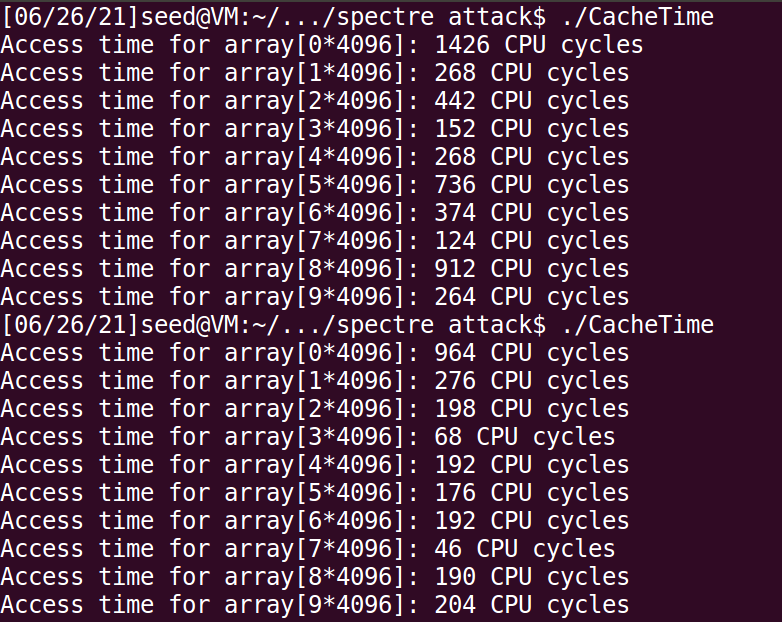 [06/26/21]seed@VM:~/.../spectre attack$ ./CacheTime
Access time for array[0*4096]: 1426 CPU cycles
Access time for array[1*4096]: 268 CPU cycles
Access time for array[2*4096]: 442 CPU cycles
Access time for array[3*4096]: 152 CPU cycles
Access time for array[4*4096]: 268 CPU cycles
Access time for array[5*4096]: 736 CPU cycles
Access time for array[6*4096]: 374 CPU cycles
Access time for array[7*4096]: 124 CPU cycles
Access time for array[8*4096]: 912 CPU cycles
Access time for array[9*4096]: 264 CPU cycles
[06/26/21]seed@VM:~/.../spectre attack$ ./CacheTime
Access time for array[0*4096]: 964 CPU cycles
Access time for array[1*4096]: 276 CPU cycles
Access time for array[2*4096]: 198 CPU cycles
Access time for array[3*4096]: 68 CPU cycles
Access time for array[4*4096]: 192 CPU cycles
Access time for array[5*4096]: 176 CPU cycles
Access time for array[6*4096]: 192 CPU cycles
Access time for array[7*4096]: 46 CPU cycles
Access time for array[8*4096]: 190 CPU cycles
Access time for array[9*4096]: 204 CPU cycles